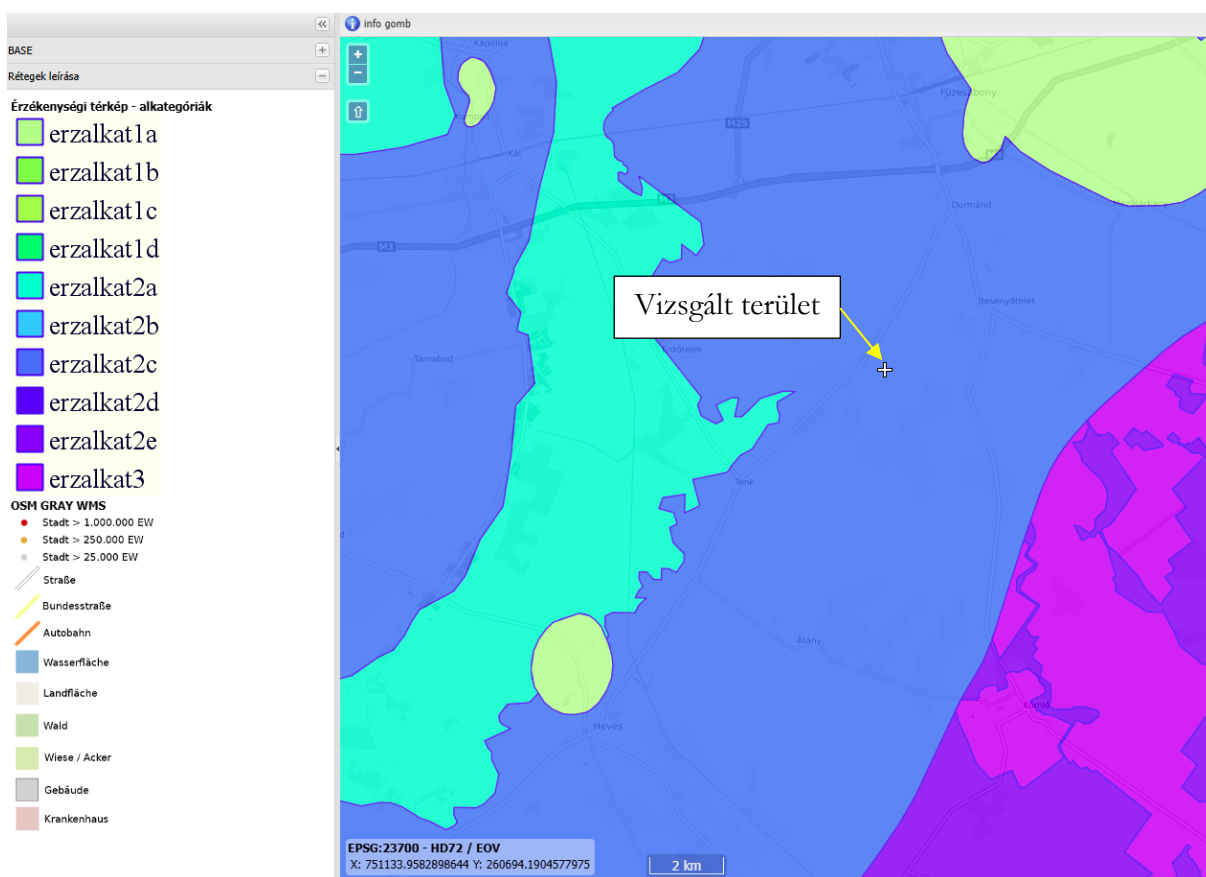 info gomb
BASE
Rétegek leírása
Érzékenységi térkép - alkategóriák
erzalkat1a
erzalkat1b
erzalkat1c
erzalkat1d
erzalkat2a
erzalkat2b
erzalkat2c
erzalkat2d
erzalkat2e
erzalkat3
OSM GRAY WMS
Stadt > 1.000.000 EW
Stadt > 250.000 EW
Stadt > 25.000 EW
Straße
Bundesstraße
Autobahn
Wasserfläche
Landfläche
Wald
Wiese / Acker
Gebäude
Krankenhaus
Kápolna
Füzesabony
Kompolt
M25
Kál
M3
Dormánd
Mezőtárkány
M3
M3
Vizsgált terület
Besenyőtelek
Erdőtelek
Tarnabod
Tenk
Átány
Kömlő
Heves
EPSG:23700 - HD72 / EOV
X: 751133.9582898644 Y: 260694.1904577975
2 km